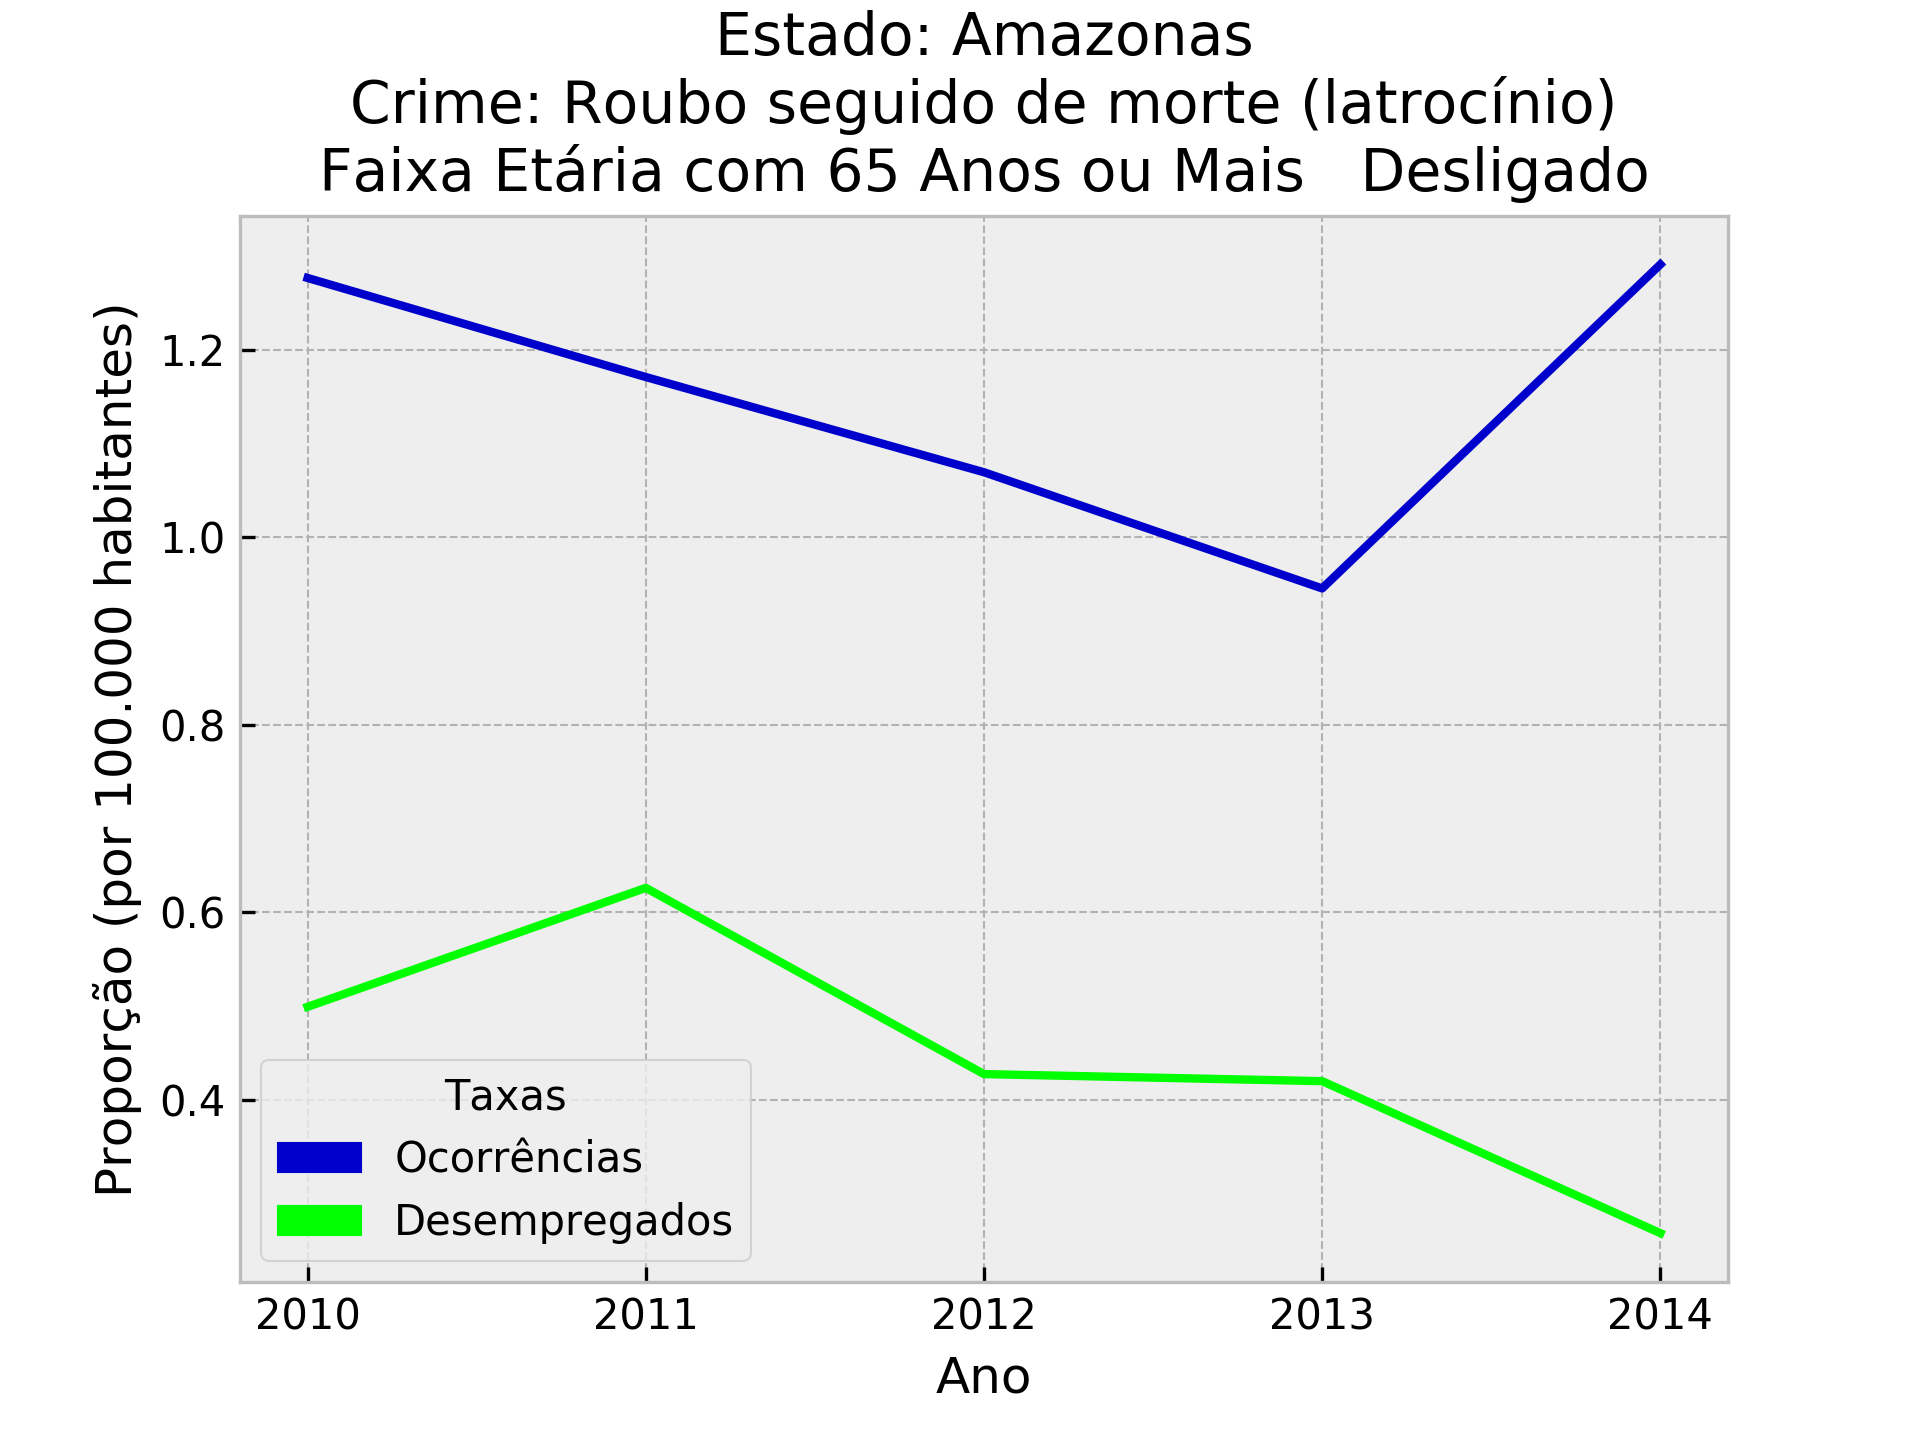 Estado: Amazonas
Crime: Roubo seguido de morte (latrocínio)
Faixa Etária com 65 Anos ou Mais   Desligado
Proporção (por 100.000 habitantes)
1.2
1.0
0.8
0.6
0.4
Taxas
Ocorrências
Desempregados
2010 2011 2012 2013 2014
Ano